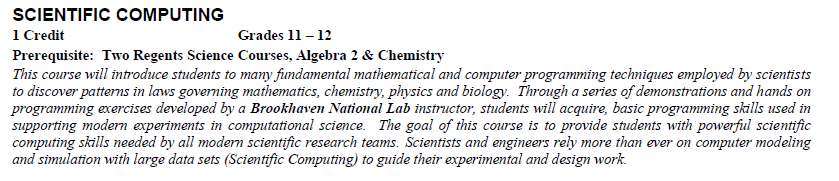 SCIENTIFIC COMPUTING
1 Credit Grades 11 – 12
Prerequisite: Two Regents Science Courses, Algebra 2 & Chemistry
This course will introduce students to many fundamental mathematical and computer programming techniques employed by scientists
to discover patterns in laws governing mathematics, chemistry, physics and biology. Through a series of demonstrations and hands on
programming exercises developed by a Brookhaven National Lab instructor, students will acquire, basic programming skills used in
supporting modern experiments in computational science. The goal of this course is to provide students with powerful scientific
computing skills needed by all modern scientific research teams. Scientists and engineers rely more than ever on computer modeling
and simulation with large data sets (Scientific Computing) to guide their experimental and design work.